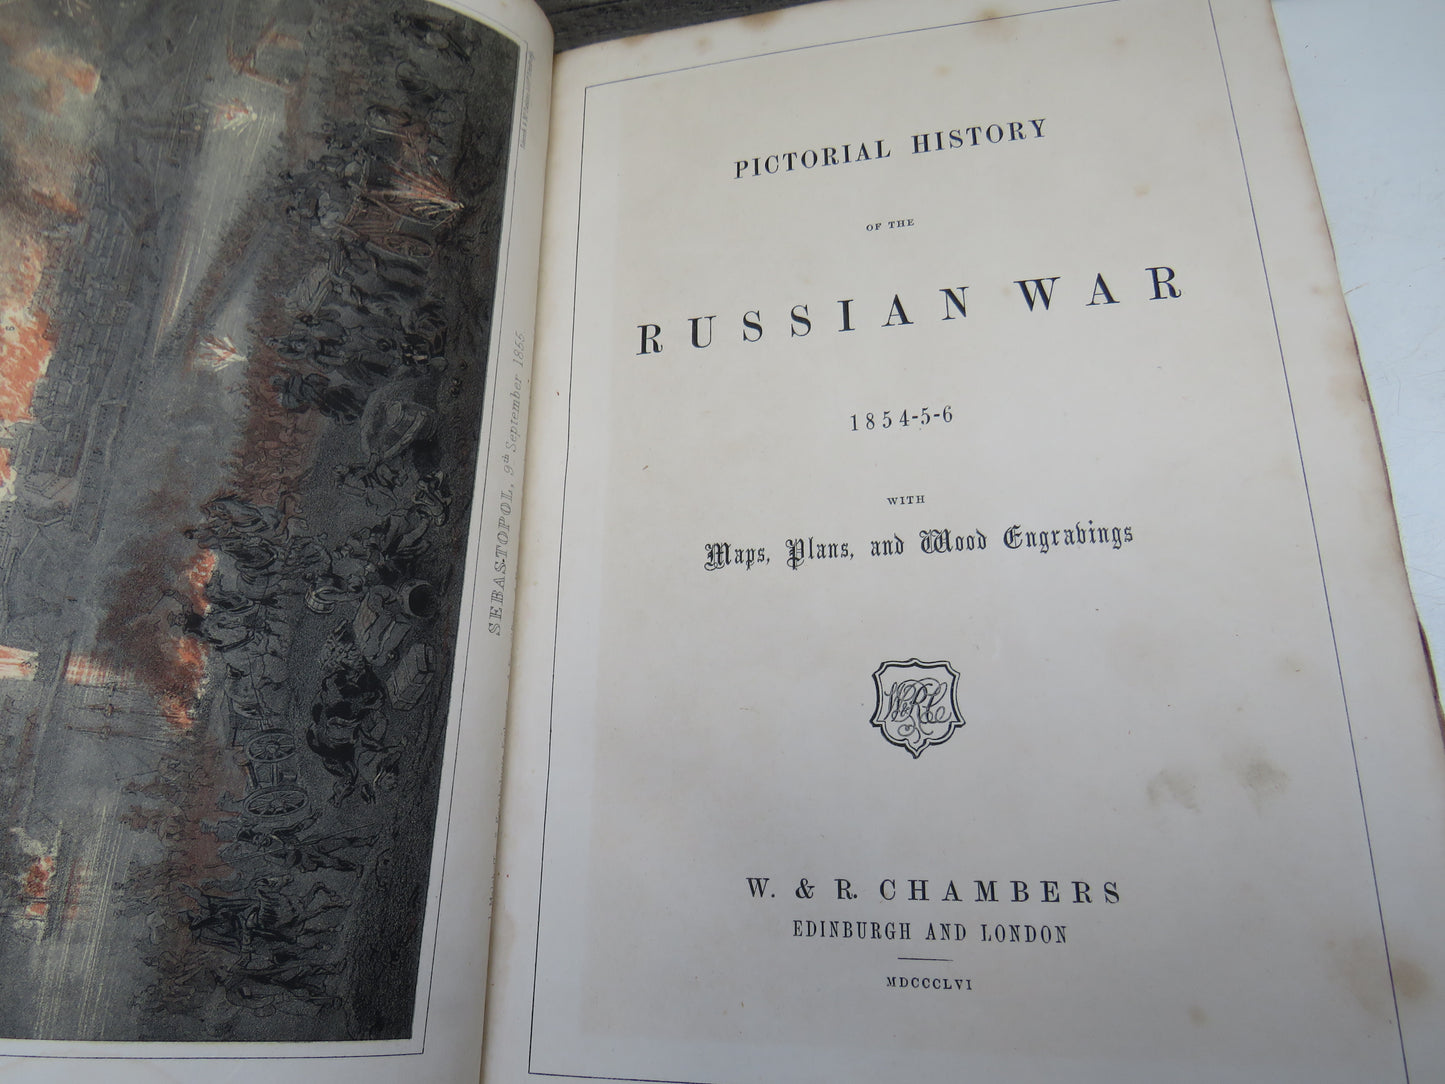 SEBASTOPOL, 9th September 1855
PICTORIAL HISTORY
OF THE
RUSSIAN WAR
1854-5-6
WITH
Maps, Plans, and Wood Engravings
W&RC
W. & R. CHAMBERS
EDINBURGH AND LONDON
MDCCCLVI